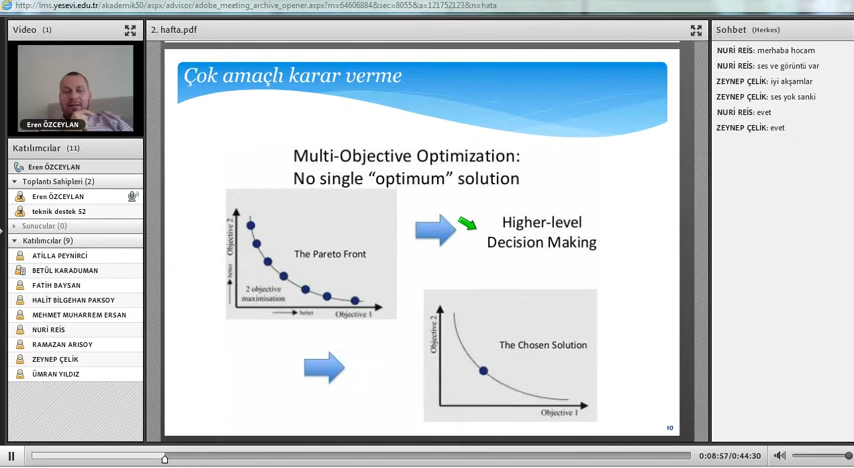 http://lms.yesevi.edu.tr/akademik50/aspx/advisor/adobe_meeting_archive_opener.aspx?m=64606884&sec=8055&a=121752123&n=hata
Video (1)
Eren ÖZCEYLAN
Katılımcılar (11)
Eren ÖZCEYLAN
Toplantı Sahipleri (2)
Eren ÖZCEYLAN
teknik destek 52
Sunucular (0)
Katılımcılar (9)
ATİLLA PEYNİRCİ
BETÜL KARADUMAN
FATİH BAYSAN
HALİT BİLGEHAN PAKSOY
MEHMET MUHARREM ERSAN
NURİ REİS
RAMAZAN ARISOY
ZEYNEP ÇELİK
ÜMRAN YILDIZ
2. hafta.pdf
Çok amaçlı karar verme
Multi-Objective Optimization:
No single “optimum” solution
Objective 2
better
The Pareto Front
2 objective
maximisation
better
Objective 1
Higher-level
Decision Making
Objective 2
The Chosen Solution
Objective 1
10
Sohbet (Herkes)
NURİ REİS: merhaba hocam
NURİ REİS: ses ve görüntü var
ZEYNEP ÇELİK: iyi akşamlar
ZEYNEP ÇELİK: ses yok sanki
NURİ REİS: evet
ZEYNEP ÇELİK: evet
0:08:57/0:44:30